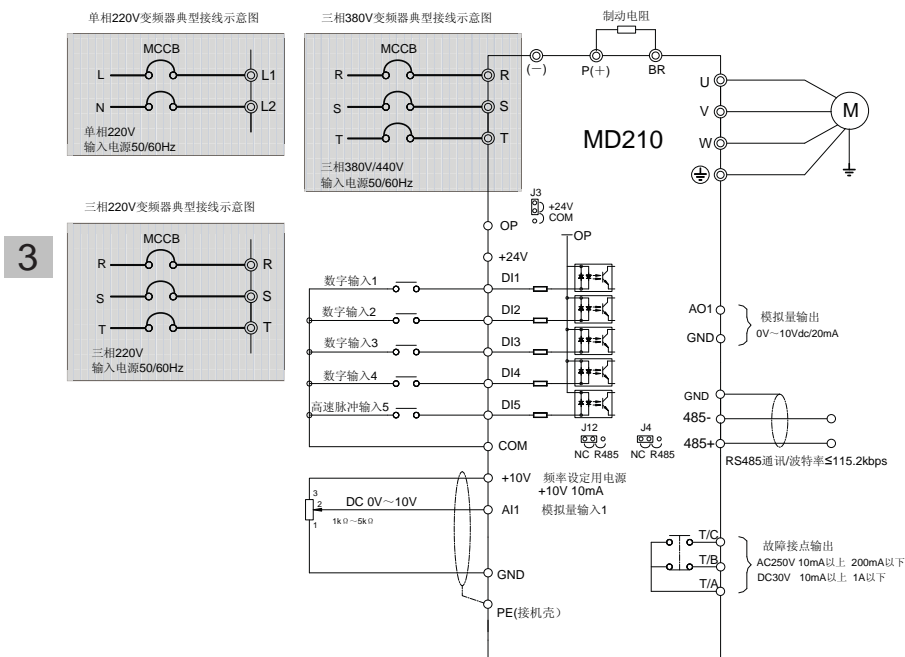 单相220V变频器典型接线示意图
MCCB
L
L1
N
L2
单相220V
输入电源50/60Hz
三相380V变频器典型接线示意图
MCCB
R
R
S
S
T
T
三相380V/440V
输入电源50/60Hz
制动电阻
(－)
P(＋)
BR
MD210
U
V
W
M
三相220V变频器典型接线示意图
MCCB
R
R
S
S
T
T
三相220V
输入电源50/60Hz
3
J3
+24V
COM
OP
OP
+24V
数字输入1
DI1
数字输入2
DI2
数字输入3
DI3
数字输入4
DI4
高速脉冲输入5
DI5
COM
J12
NC R485
J4
NC R485
+10V
频率设定用电源
+10V 10mA
3
2
1
DC 0V～10V
1kΩ～5kΩ
AI1
模拟量输入1
GND
PE(接机壳）
AO1
GND
模拟量输出
0V～10Vdc/20mA
GND
485-
485+
RS485通讯/波特率≤115.2kbps
T/C
T/B
T/A
故障接点输出
AC250V 10mA以上 200mA以下
DC30V 10mA以上 1A以下